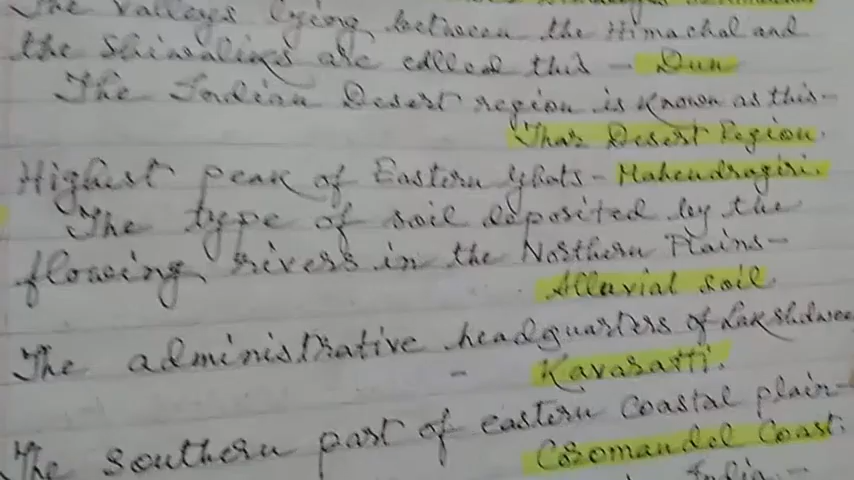 The valleys lying between the Himachal and
the Shiwaliks are called this - Dun
The Indian Desert region is known as this-
Thar Desert Region.
Highest peak of Eastern Ghats - Mahendragiri.
The type of soil deposited by the
flowing rivers in the Northern Plains-
Alluvial soil.
The administrative headquarters of Lakshdwee
- Kavaratti.
The southern part of eastern coastal plain-
Coromandel Coast.
India -